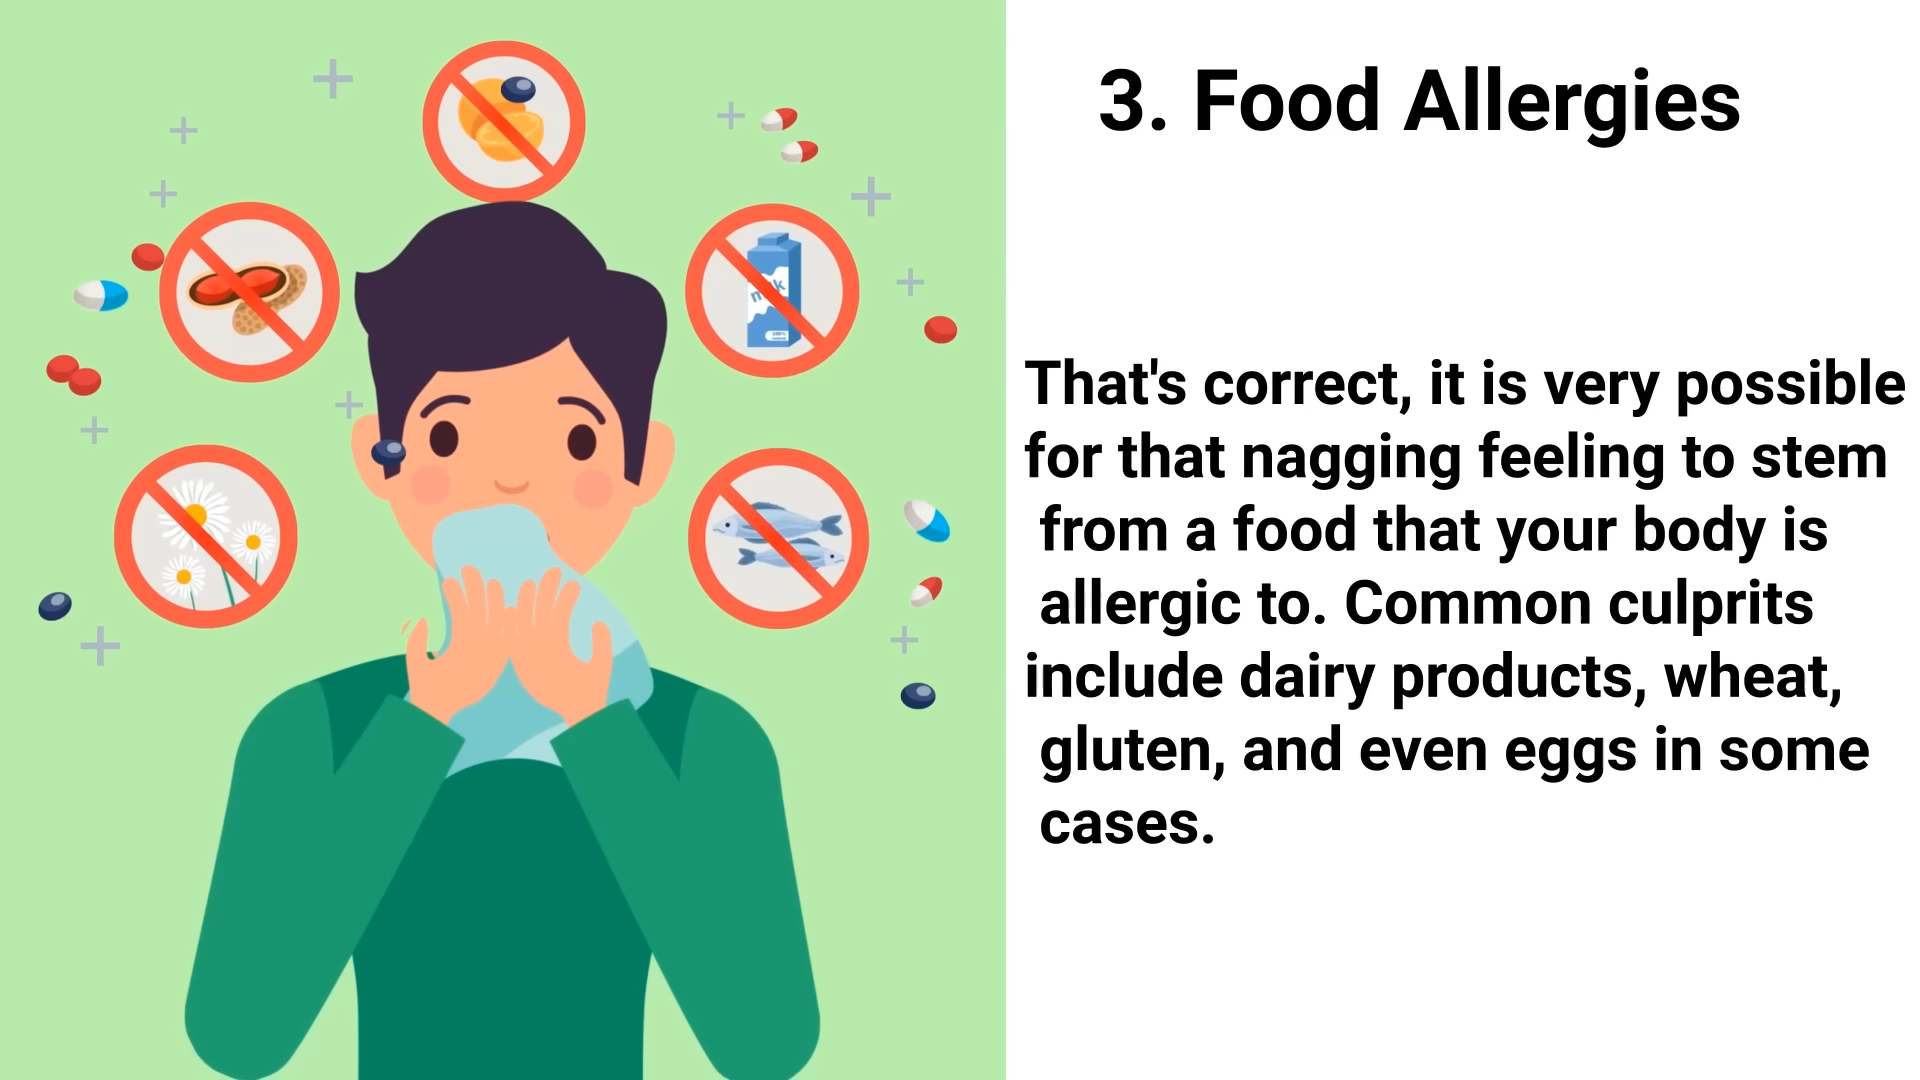 3. Food Allergies
milk
That's correct, it is very possible
for that nagging feeling to stem
from a food that your body is
allergic to. Common culprits
include dairy products, wheat,
gluten, and even eggs in some
cases.